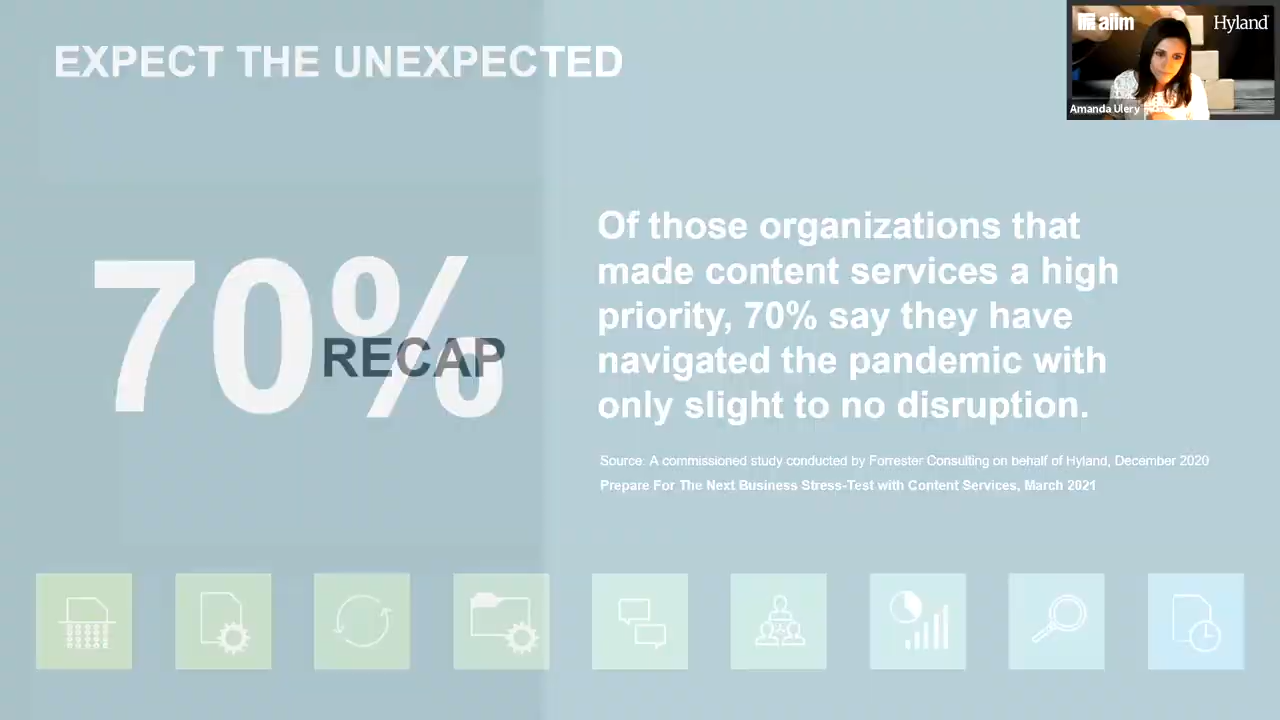 EXPECT THE UNEXPECTED
aiim
Hyland
Amanda Ulery
70%
RECAP
Of those organizations that
made content services a high
priority, 70% say they have
navigated the pandemic with
only slight to no disruption.
Source: A commissioned study conducted by Forrester Consulting on behalf of Hyland, December 2020
Prepare For The Next Business Stress-Test with Content Services, March 2021